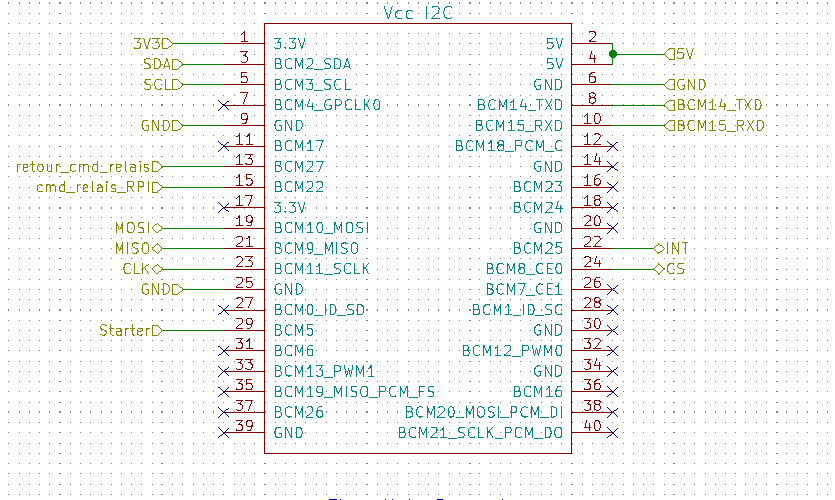 Vcc I2C
3V3 1 3.3V 5V 2
5V
SDA 3 BCM2_SDA 5V 4
SCL 5 BCM3_SCL GND 6 GND
7 BCM4_GPCLK0 BCM14_TXD 8 BCM14_TXD
GND 9 GND BCM15_RXD 10 BCM15_RXD
11 BCM17 BCM18_PCM_C 12
retour_cmd_relais 13 BCM27 GND 14
cmd_relais_RPI 15 BCM22 BCM23 16
17 3.3V BCM24 18
MOSI 19 BCM10_MOSI GND 20
MISO 21 BCM9_MISO BCM25 22 INT
CLK 23 BCM11_SCLK BCM8_CE0 24 CS
GND 25 GND BCM7_CE1 26
27 BCM0_ID_SD BCM1_ID_SC 28
Starter 29 BCM5 GND 30
31 BCM6 BCM12_PWM0 32
33 BCM13_PWM1 GND 34
35 BCM19_MISO_PCM_FS BCM16 36
37 BCM26 BCM20_MOSI_PCM_DI 38
39 GND BCM21_SCLK_PCM_DO 40